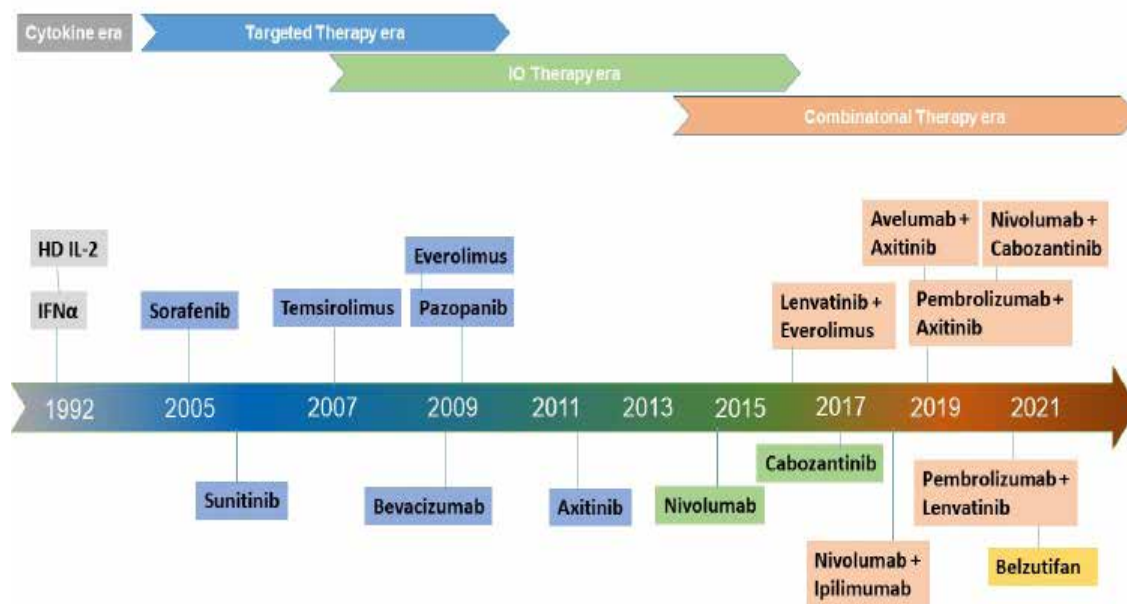 Cytokine era
Targeted Therapy era
IO Therapy era
Combinatonal Therapy era
HD IL-2
IFNα
Sorafenib
Temsirolimus
Everolimus
Pazopanib
Lenvatinib +
Everolimus
Avelumab +
Axitinib
Nivolumab +
Cabozantinib
Pembrolizumab +
Axitinib
1992
2005
2007
2009
2011
2013
2015
2017
2019
2021
Sunitinib
Bevacizumab
Axitinib
Nivolumab
Cabozantinib
Nivolumab +
Ipilimumab
Pembrolizumab +
Lenvatinib
Belzutifan